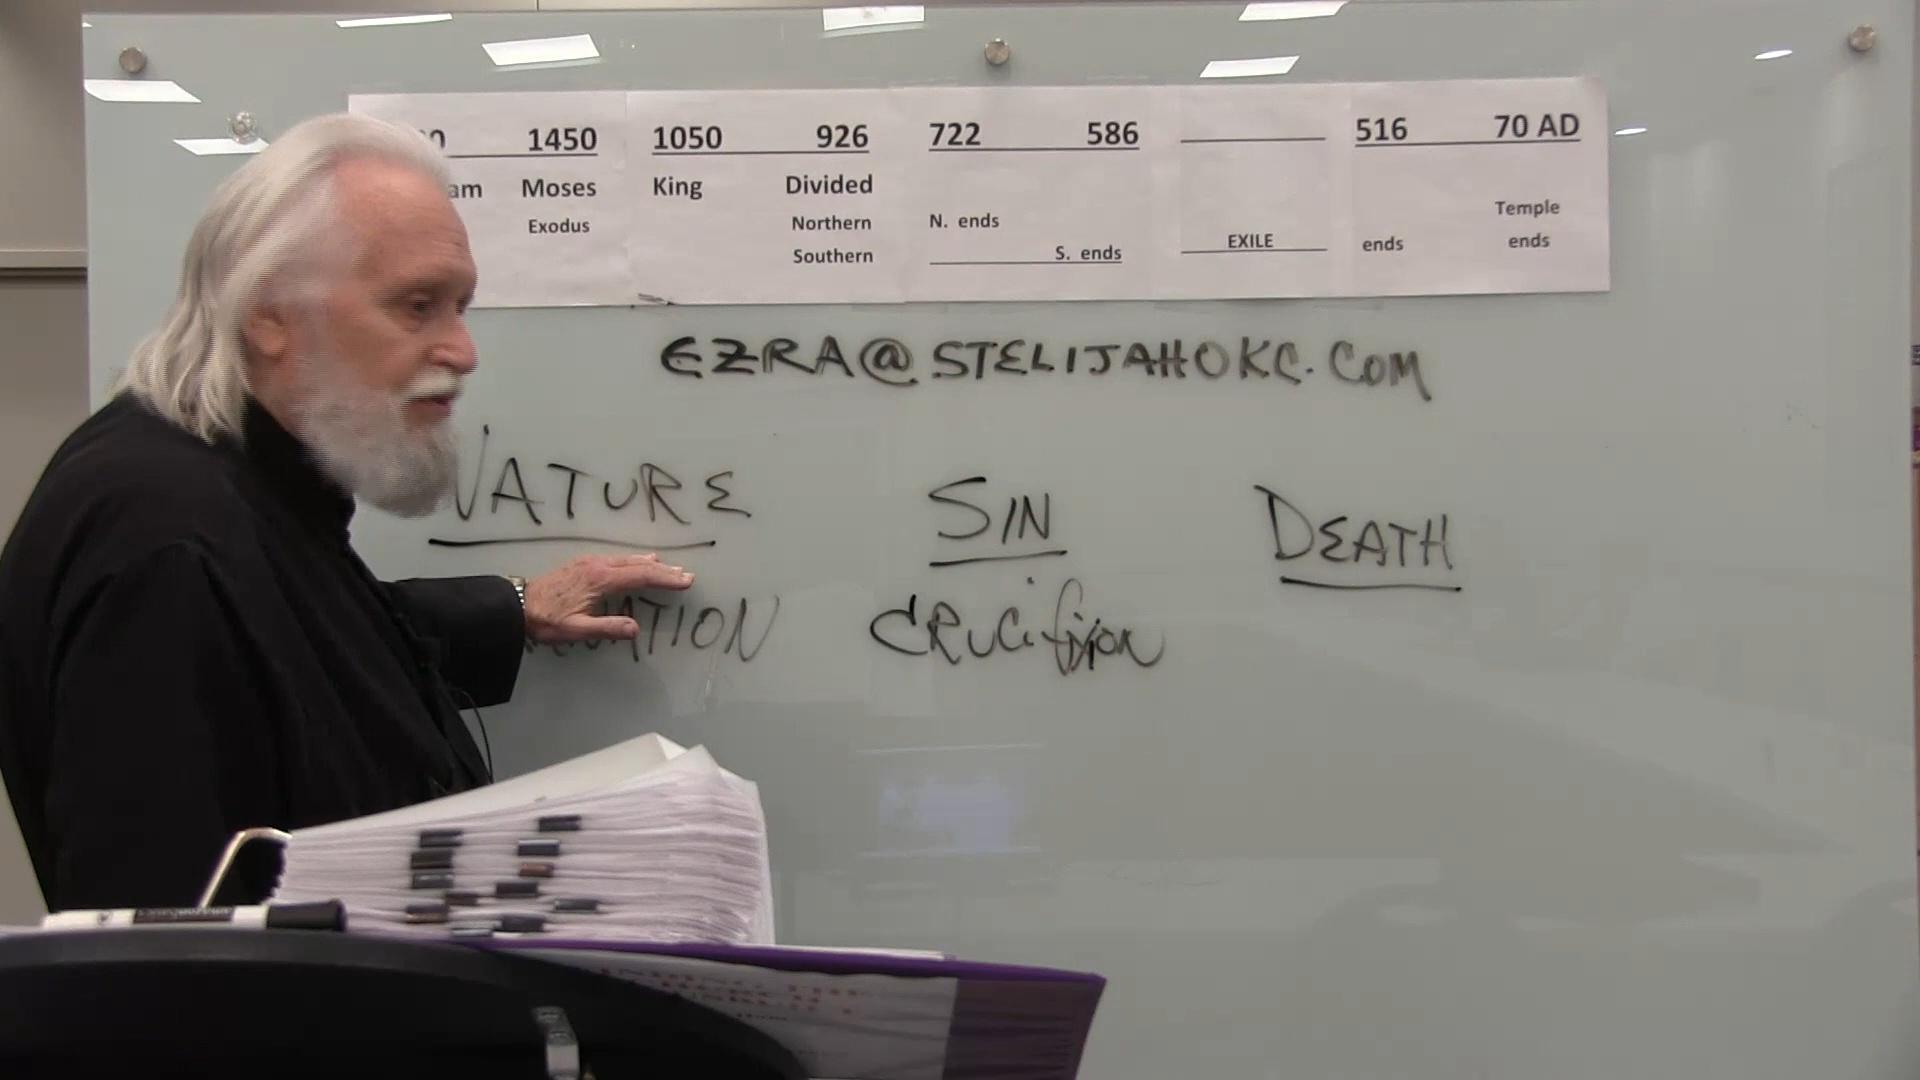 1450 1050 926 722 586 516 70 AD
Moses King Divided
Exodus Northern N. ends Temple
Southern S. ends EXILE ends ends
EZRA@STELIJAHOKC.COM
NATURE SIN DEATH
CRUCifixion